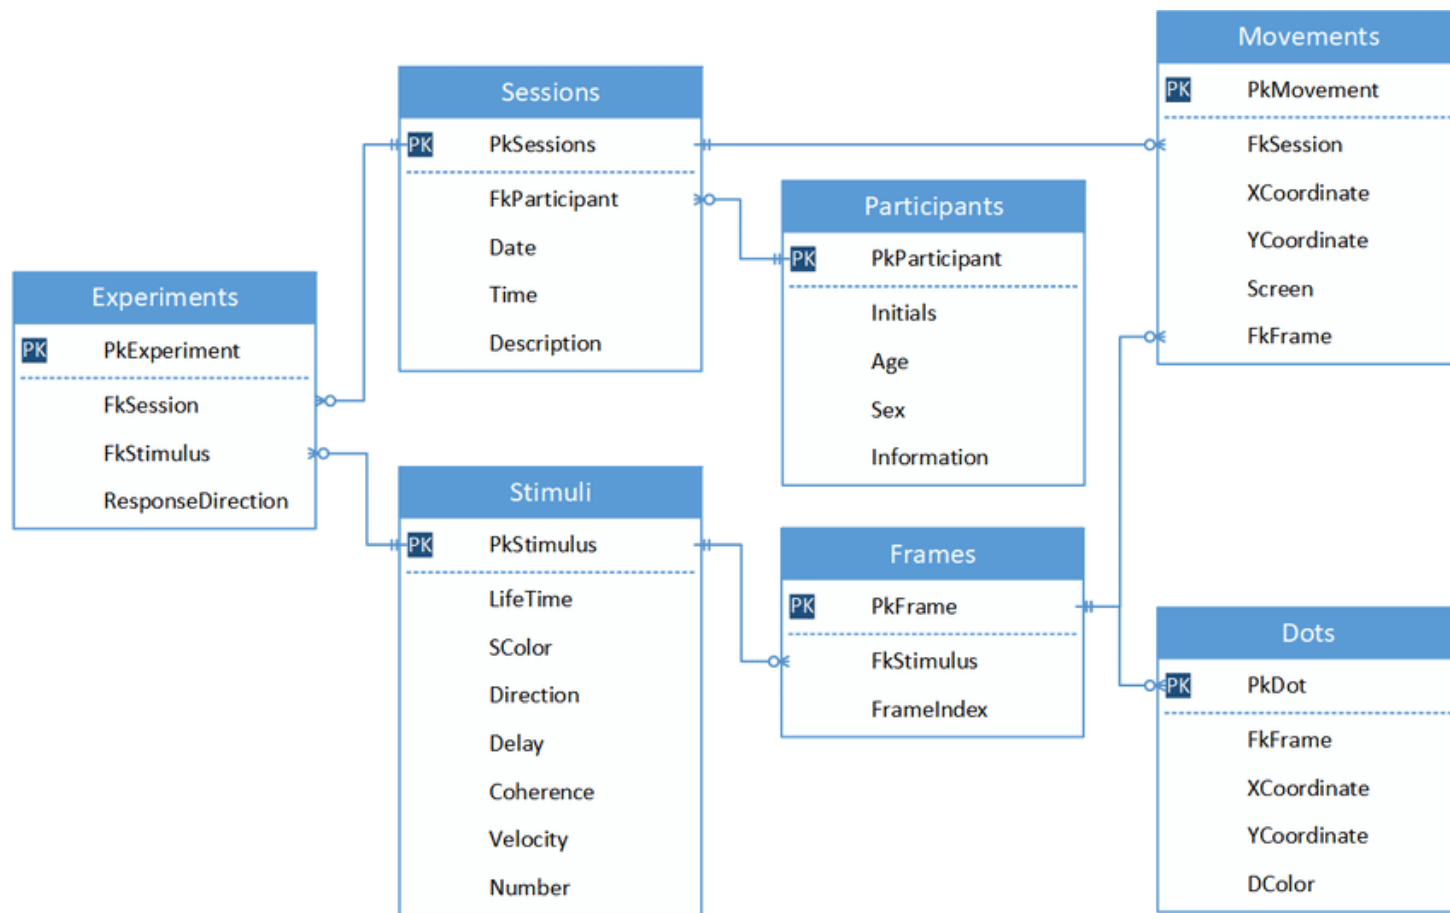 Experiments
PK PkExperiment
FkSession
FkStimulus
ResponseDirection
Sessions
PK PkSessions
FkParticipant
Date
Time
Description
Stimuli
PK PkStimulus
LifeTime
SColor
Direction
Delay
Coherence
Velocity
Number
Participants
PK PkParticipant
Initials
Age
Sex
Information
Frames
PK PkFrame
FkStimulus
FrameIndex
Movements
PK PkMovement
FkSession
XCoordinate
YCoordinate
Screen
FkFrame
Dots
PK PkDot
FkFrame
XCoordinate
YCoordinate
DColor